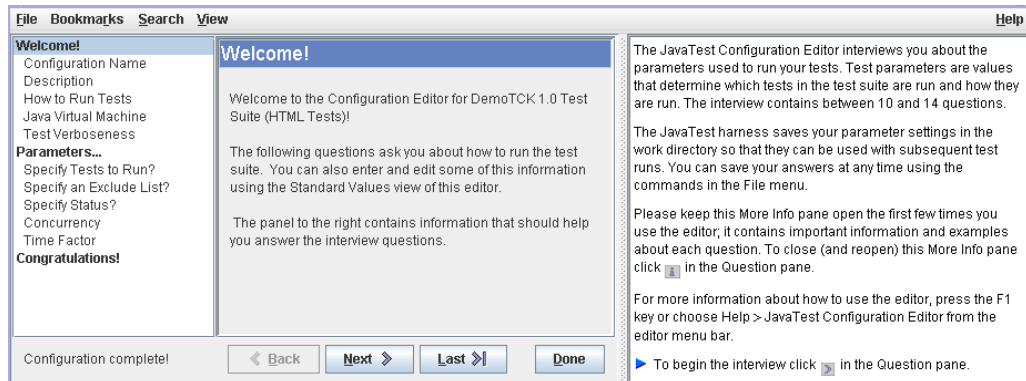 File Bookmarks Search View Help
Welcome!
Configuration Name
Description
How to Run Tests
Java Virtual Machine
Test Verboseness
Parameters...
Specify Tests to Run?
Specify an Exclude List?
Specify Status?
Concurrency
Time Factor
Congratulations!
Welcome!
Welcome to the Configuration Editor for DemoTCK 1.0 Test
Suite (HTML Tests)!
The following questions ask you about how to run the test
suite. You can also enter and edit some of this information
using the Standard Values view of this editor.
The panel to the right contains information that should help
you answer the interview questions.
Configuration complete!
Back Next Last Done
The JavaTest Configuration Editor interviews you about the
parameters used to run your tests. Test parameters are values
that determine which tests in the test suite are run and how they
are run. The interview contains between 10 and 14 questions.
The JavaTest harness saves your parameter settings in the
work directory so that they can be used with subsequent test
runs. You can save your answers at any time using the
commands in the File menu.
Please keep this More Info pane open the first few times you
use the editor; it contains important information and examples
about each question. To close (and reopen) this More Info pane
click in the Question pane.
For more information about how to use the editor, press the F1
key or choose Help > JavaTest Configuration Editor from the
editor menu bar.
To begin the interview click in the Question pane.